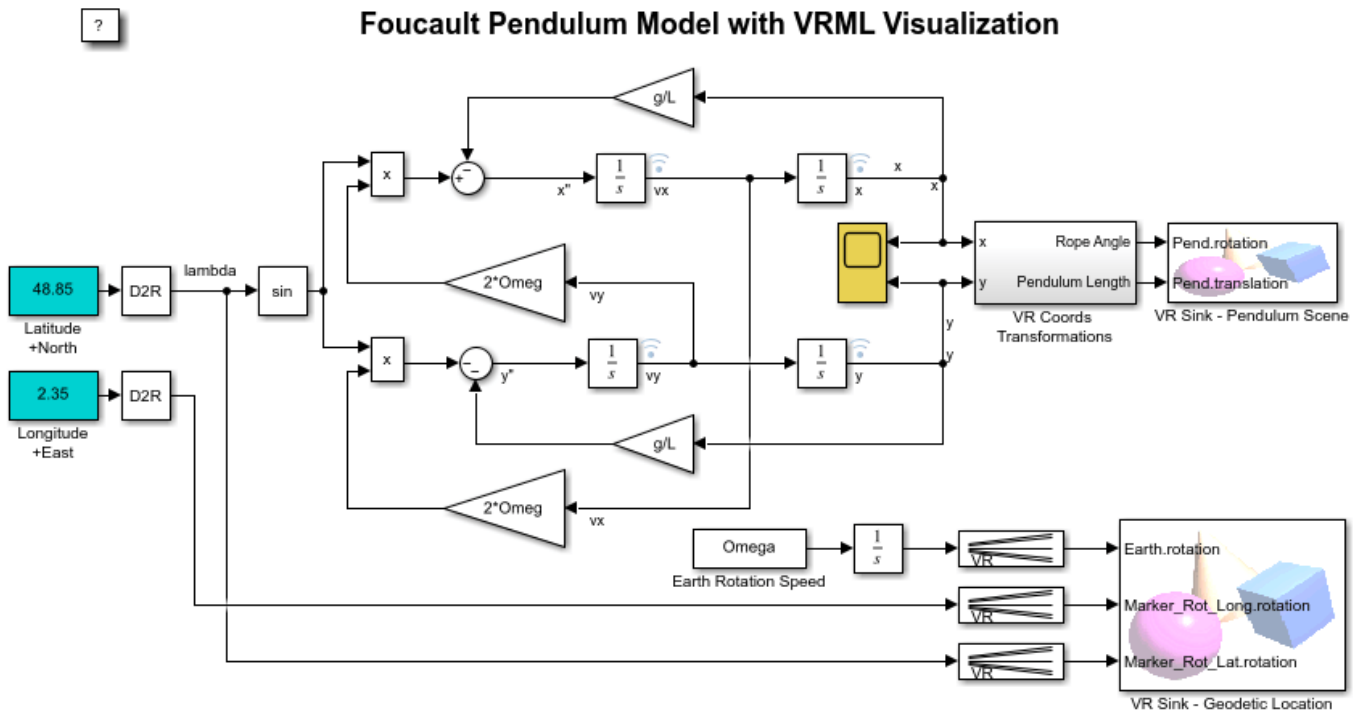 ?
Foucault Pendulum Model with VRML Visualization
g/L
x
+
−
x"
1
s
vx
1
s
x
x
x
2*Omeg
vy
x
Rope Angle
y
Pendulum Length
VR Coords
Transformations
Pend.rotation
Pend.translation
VR Sink - Pendulum Scene
48.85
Latitude
+North
D2R
lambda
sin
x
−
−
y"
1
s
vy
1
s
y
y
y
2.35
Longitude
+East
D2R
g/L
2*Omeg
vx
Omega
Earth Rotation Speed
1
s
VR
VR
VR
Earth.rotation
Marker_Rot_Long.rotation
Marker_Rot_Lat.rotation
VR Sink - Geodetic Location